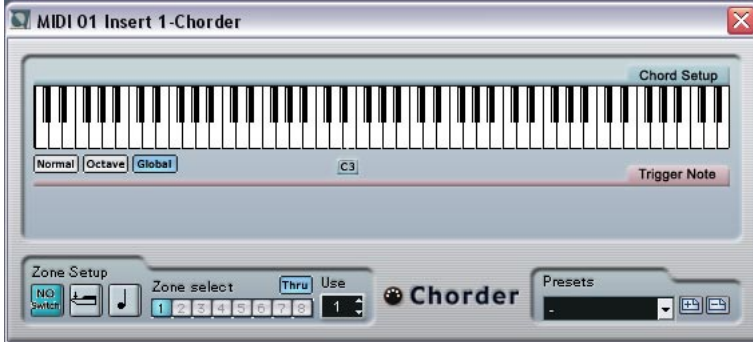 MIDI 01 Insert 1-Chorder
Chord Setup
Normal Octave Global C3
Trigger Note
Zone Setup
NO
Switch
Zone select Thru Use
1 2 3 4 5 6 7 8 1
Chorder
Presets
-